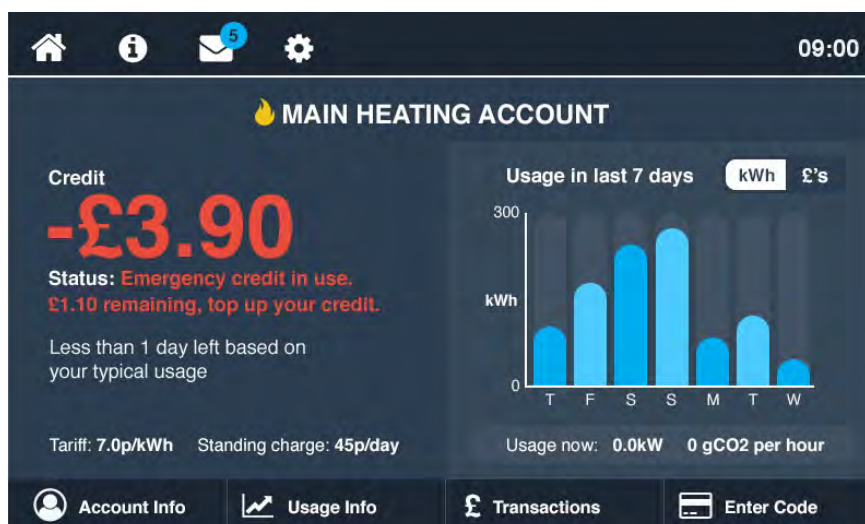 5
09:00
MAIN HEATING ACCOUNT
Credit
-£3.90
Status: Emergency credit in use.
£1.10 remaining, top up your credit.
Less than 1 day left based on
your typical usage
Tariff: 7.0p/kWh Standing charge: 45p/day
Usage in last 7 days kWh £'s
300
kWh
0
T F S S M T W
Usage now: 0.0kW 0 gCO2 per hour
Account Info Usage Info £ Transactions Enter Code